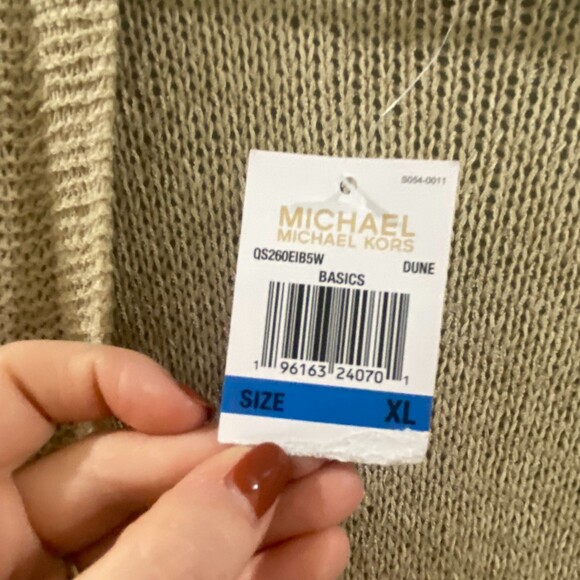 S054-0011
MICHAEL
MICHAEL KORS
QS260EIB5W DUNE
BASICS
1 96163 24070 1
SIZE XL